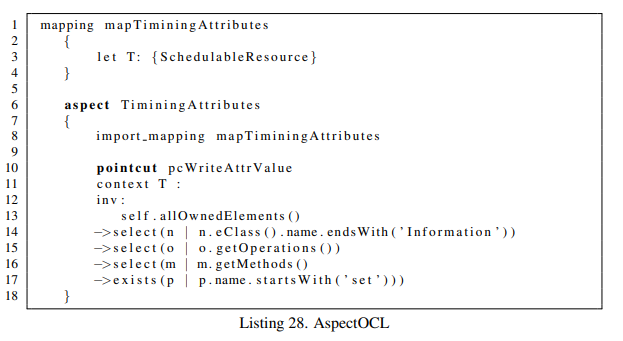 1 mapping mapTiminingAttributes
2 {
3 let T: {SchedulableResource}
4 }
5
6 aspect TiminingAttributes
7 {
8 import_mapping mapTiminingAttributes
9
10 pointcut pcWriteAttrValue
11 context T :
12 inv:
13 self.allOwnedElements()
14 –>select(n | n.eClass().name.endsWith('Information'))
15 –>select(o | o.getOperations())
16 –>select(m | m.getMethods()
17 –>exists(p | p.name.startsWith('set')))
18 }
Listing 28. AspectOCL